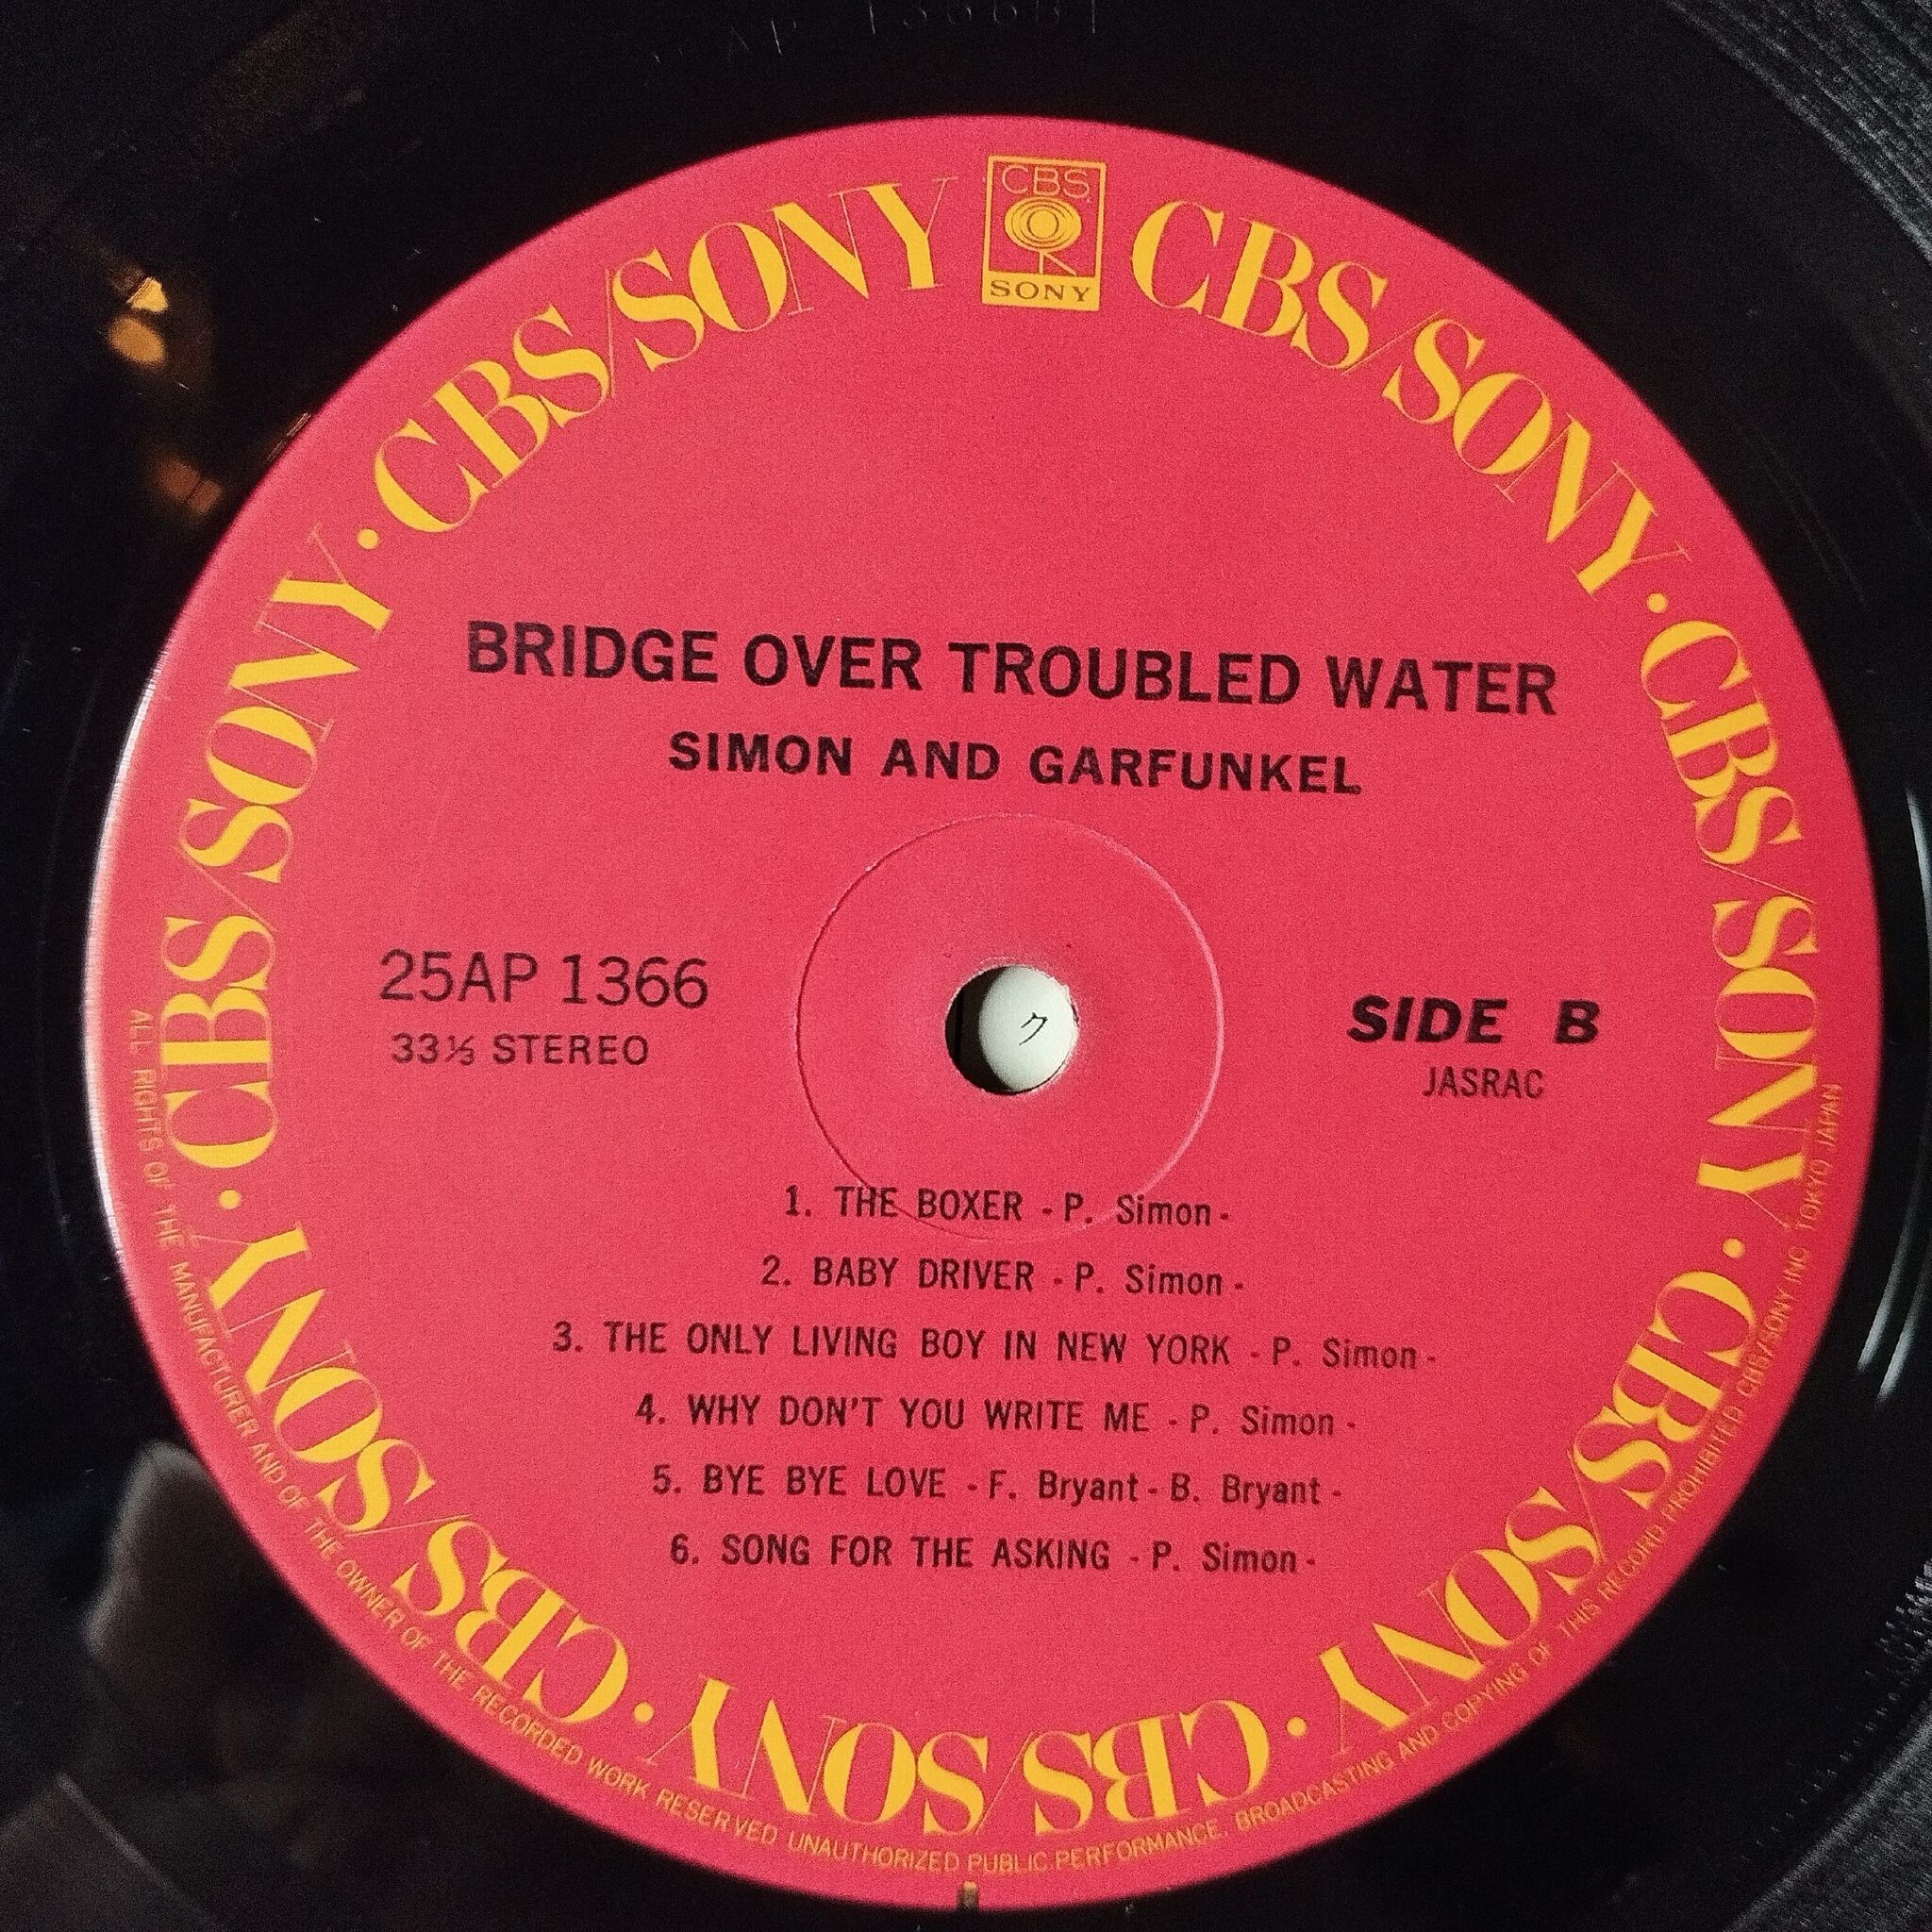 CBS
SONY
CBS/SONY · CBS/SONY · CBS/SONY · CBS/SONY · CBS/SONY · CBS/SONY · CBS/SONY
BRIDGE OVER TROUBLED WATER
SIMON AND GARFUNKEL
25AP 1366
33⅓ STEREO
SIDE B
JASRAC
ク
1. THE BOXER - P. Simon -
2. BABY DRIVER - P. Simon -
3. THE ONLY LIVING BOY IN NEW YORK - P. Simon -
4. WHY DON'T YOU WRITE ME - P. Simon -
5. BYE BYE LOVE - F. Bryant - B. Bryant -
6. SONG FOR THE ASKING - P. Simon -
ALL RIGHTS OF THE MANUFACTURER AND OF THE OWNER OF THE RECORDED WORK RESERVED UNAUTHORIZED PUBLIC PERFORMANCE, BROADCASTING AND COPYING OF THIS RECORD PROHIBITED CBS/SONY INC. TOKYO JAPAN